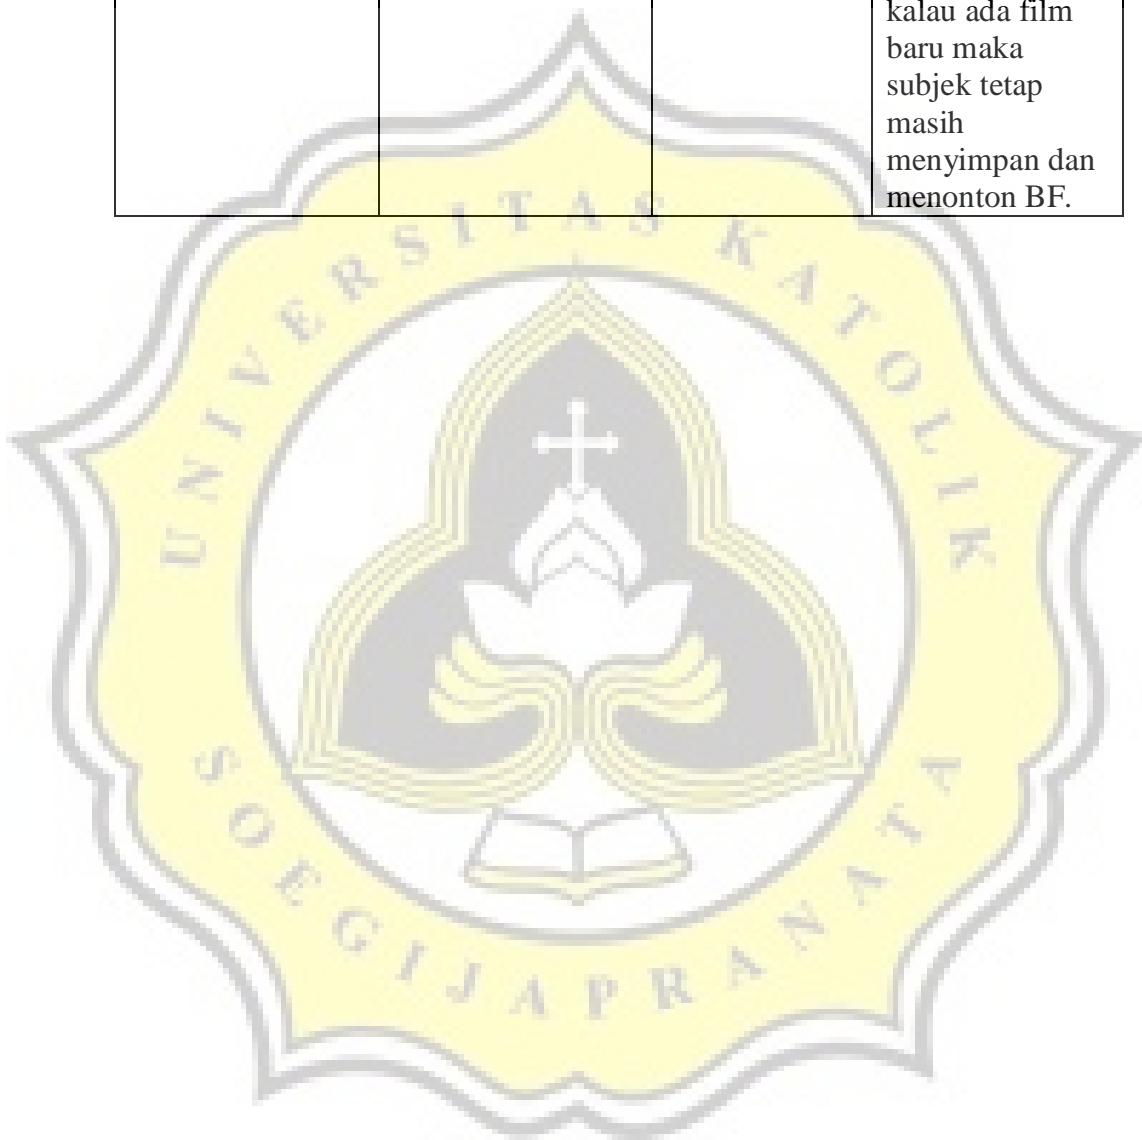 kalau ada film
baru maka
subjek tetap
masih
menyimpan dan
menonton BF.
UNIVERSITAS KATOLIK
SOEGIJAPRANATA